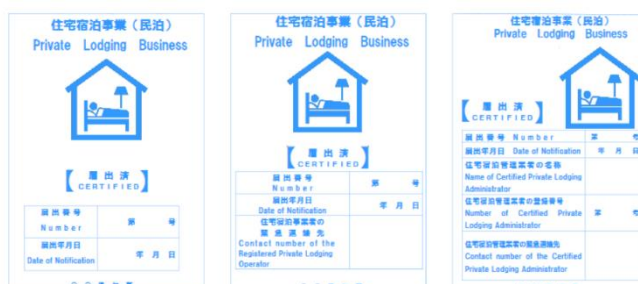 住宅宿泊事業(民泊)
Private Lodging Business
【届出済】
CERTIFIED
届出番号
Number
第 号
届出年月日
Date of Notification
年 月 日
住宅宿泊事業(民泊)
Private Lodging Business
【届出済】
CERTIFIED
届出番号
Number
第 号
届出年月日
Date of Notification
年 月 日
住宅宿泊事業者の
緊急連絡先
Contact number of the
Registered Private Lodging
Operator
住宅宿泊事業(民泊)
Private Lodging Business
【届出済】
CERTIFIED
届出番号 Number
第 号
届出年月日 Date of Notification
年 月 日
住宅宿泊管理業者の名称
Name of Certified Private Lodging
Administrator
住宅宿泊管理業者の登録番号
Number of Certified Private
Lodging Administrator
第 号
住宅宿泊管理業者の緊急連絡先
Contact number of the Certified
Private Lodging Administrator